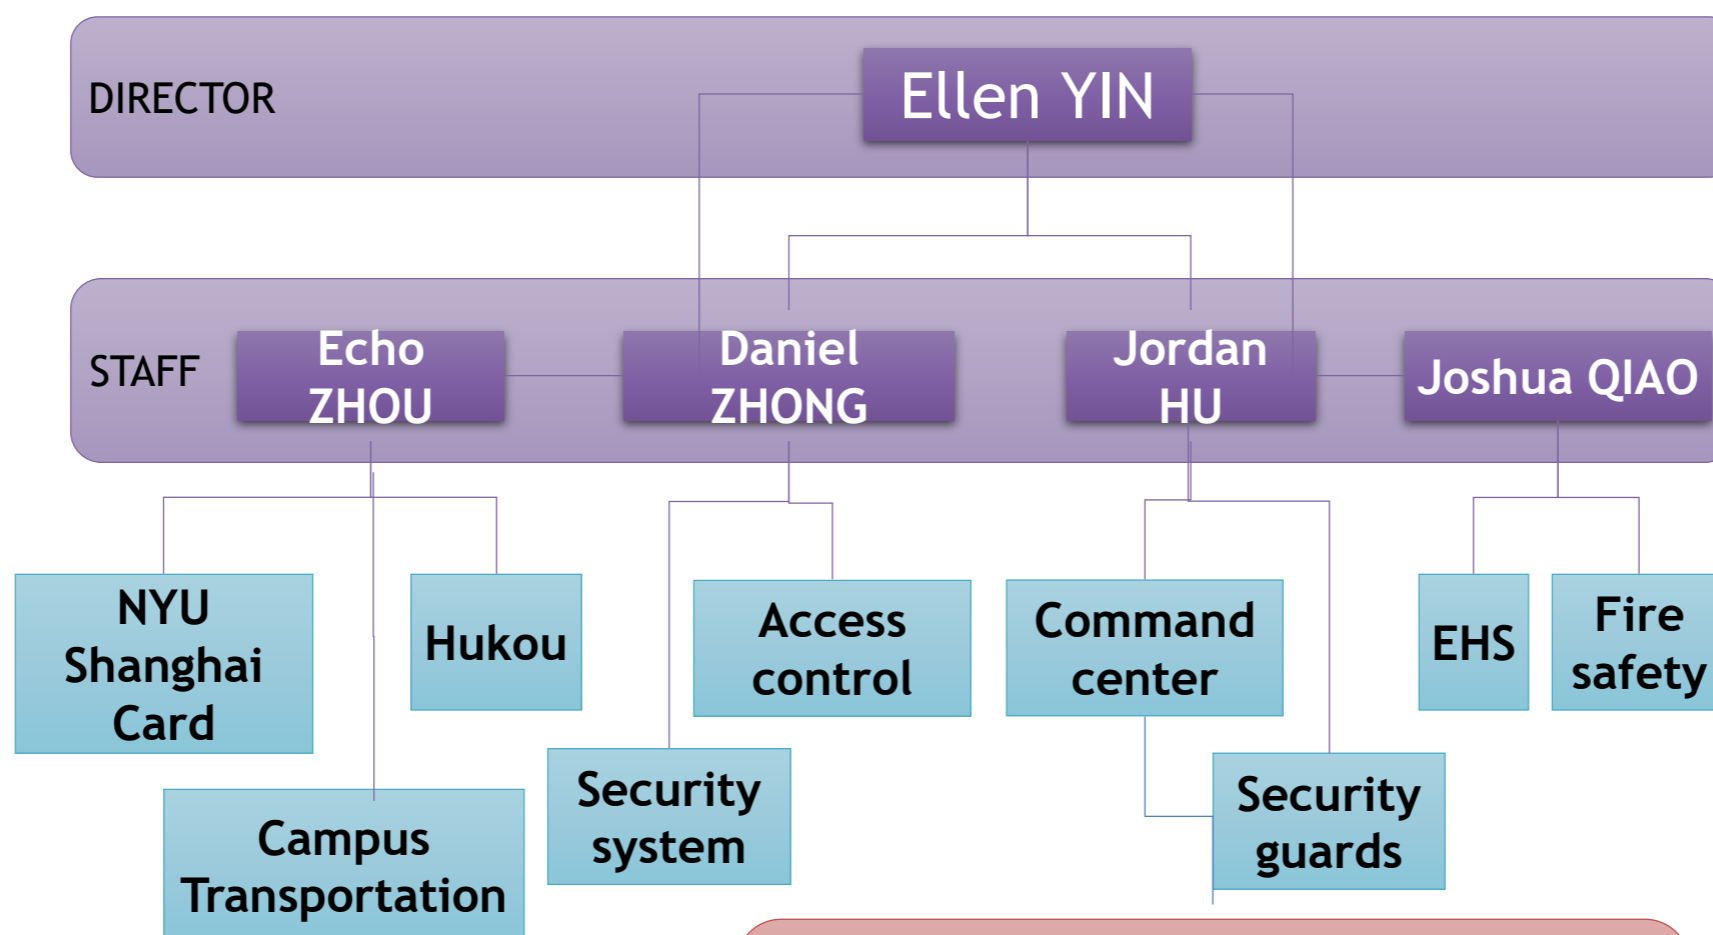 DIRECTOR
Ellen YIN
STAFF
Echo
ZHOU
Daniel
ZHONG
Jordan
HU
Joshua QIAO
NYU
Shanghai
Card
Hukou
Access
control
Command
center
EHS
Fire
safety
Campus
Transportation
Security
system
Security
guards